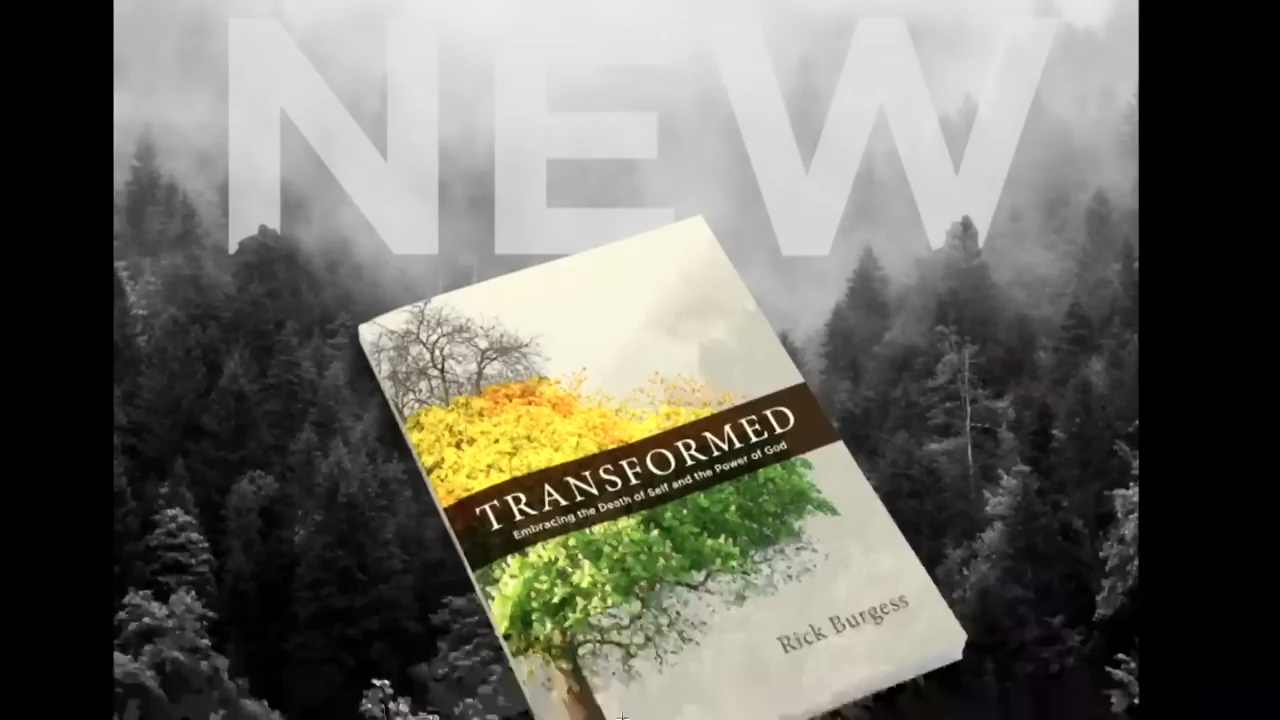 NEW
TRANSFORMED
Embracing the Death of Self and the Power of God
Rick Burgess